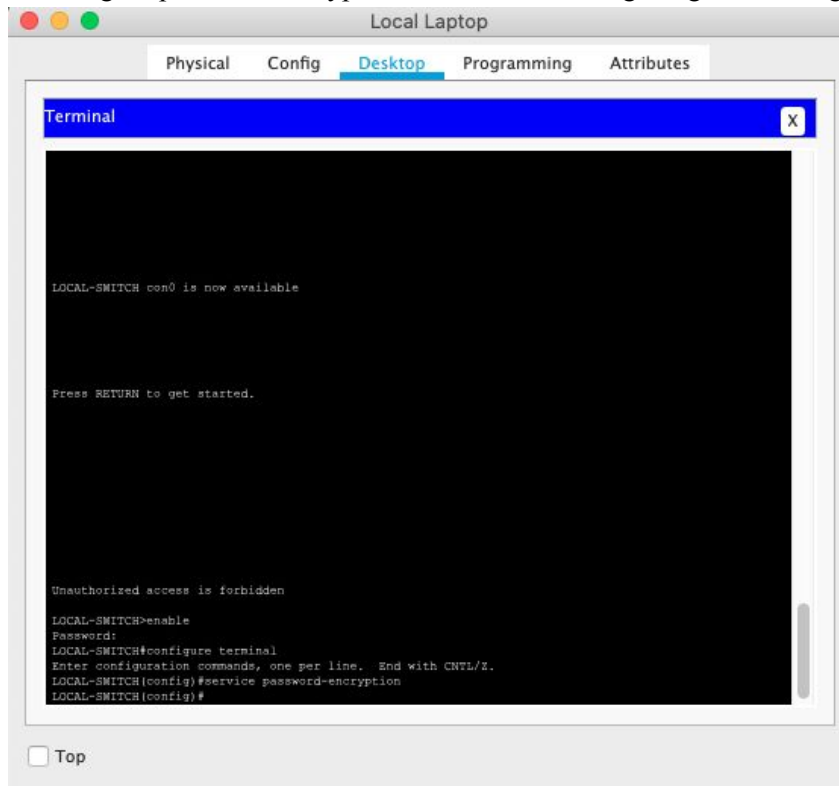 Local Laptop
Physical Config Desktop Programming Attributes
Terminal X
LOCAL-SWITCH con0 is now available
Press RETURN to get started.
Unauthorized access is forbidden
LOCAL-SWITCH>enable
Password:
LOCAL-SWITCH#configure terminal
Enter configuration commands, one per line. End with CNTL/Z.
LOCAL-SWITCH(config)#service password-encryption
LOCAL-SWITCH(config)#
Top